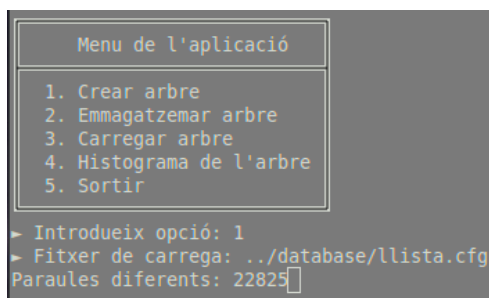 Menu de l'aplicació
1. Crear arbre
2. Emmagatzemar arbre
3. Carregar arbre
4. Histograma de l'arbre
5. Sortir
► Introdueix opció: 1
► Fitxer de carrega: ../database/llista.cfg
Paraules diferents: 22825